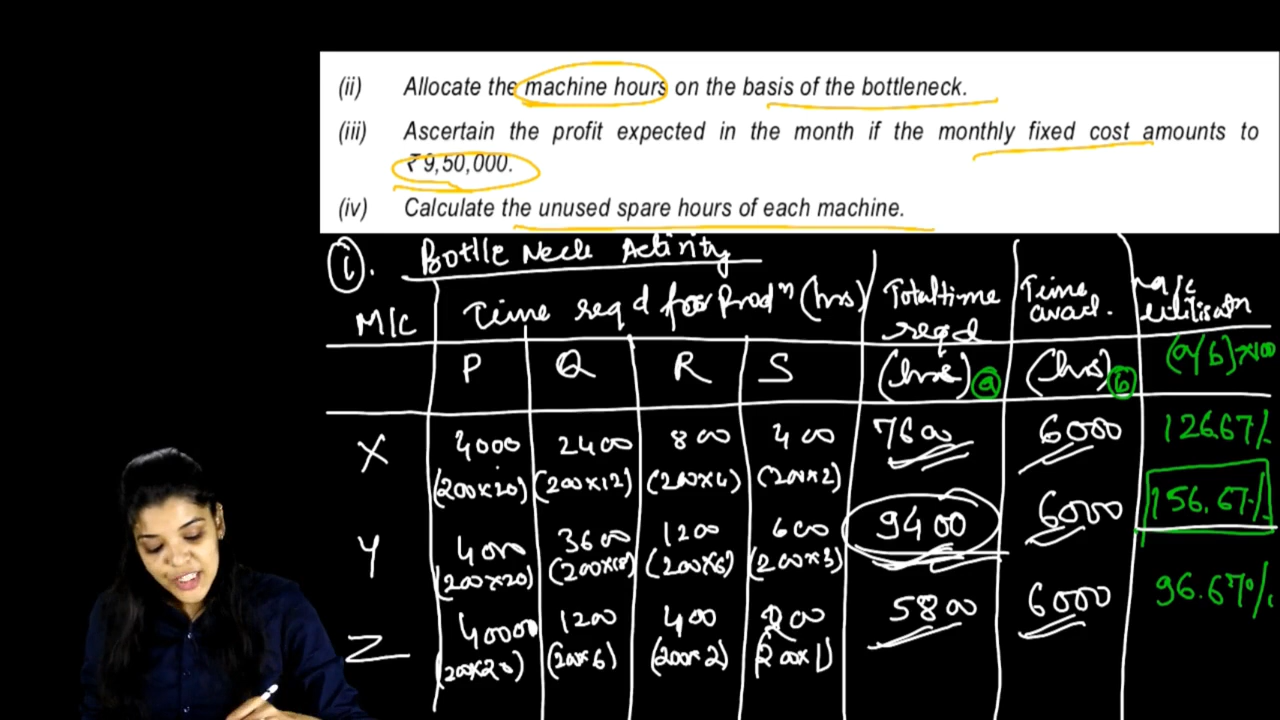 (ii) Allocate the machine hours on the basis of the bottleneck.
(iii) Ascertain the profit expected in the month if the monthly fixed cost amounts to
₹9,50,000.
(iv) Calculate the unused spare hours of each machine.
(i). Bottle Neck Activity
M/C Time reqd for Prodn (hrs) Total time reqd Time avail. M/c utilisatn
P Q R S (hrs) (a) (hrs) (b) (a/b)×100
X 4000 2400 800 400 7600 6000 126.67%
(200×20) (200×12) (200×4) (200×2)
Y 4000 3600 1200 600 9400 6000 156.67%
(200×20) (200×18) (200×6) (200×3)
Z 4000 1200 400 200 5800 6000 96.67%
(200×20) (200×6) (200×2) (200×1)